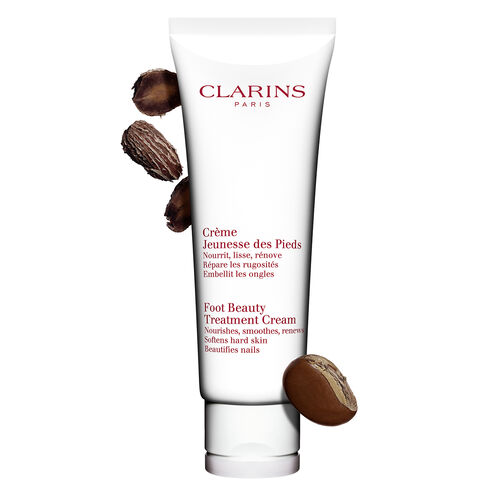 CLARINS
PARIS
Crème
Jeunesse des Pieds
Nourrit, lisse, rénove
Répare les rugosités
Embellit les ongles
Foot Beauty
Treatment Cream
Nourishes, smoothes, renews
Softens hard skin
Beautifies nails